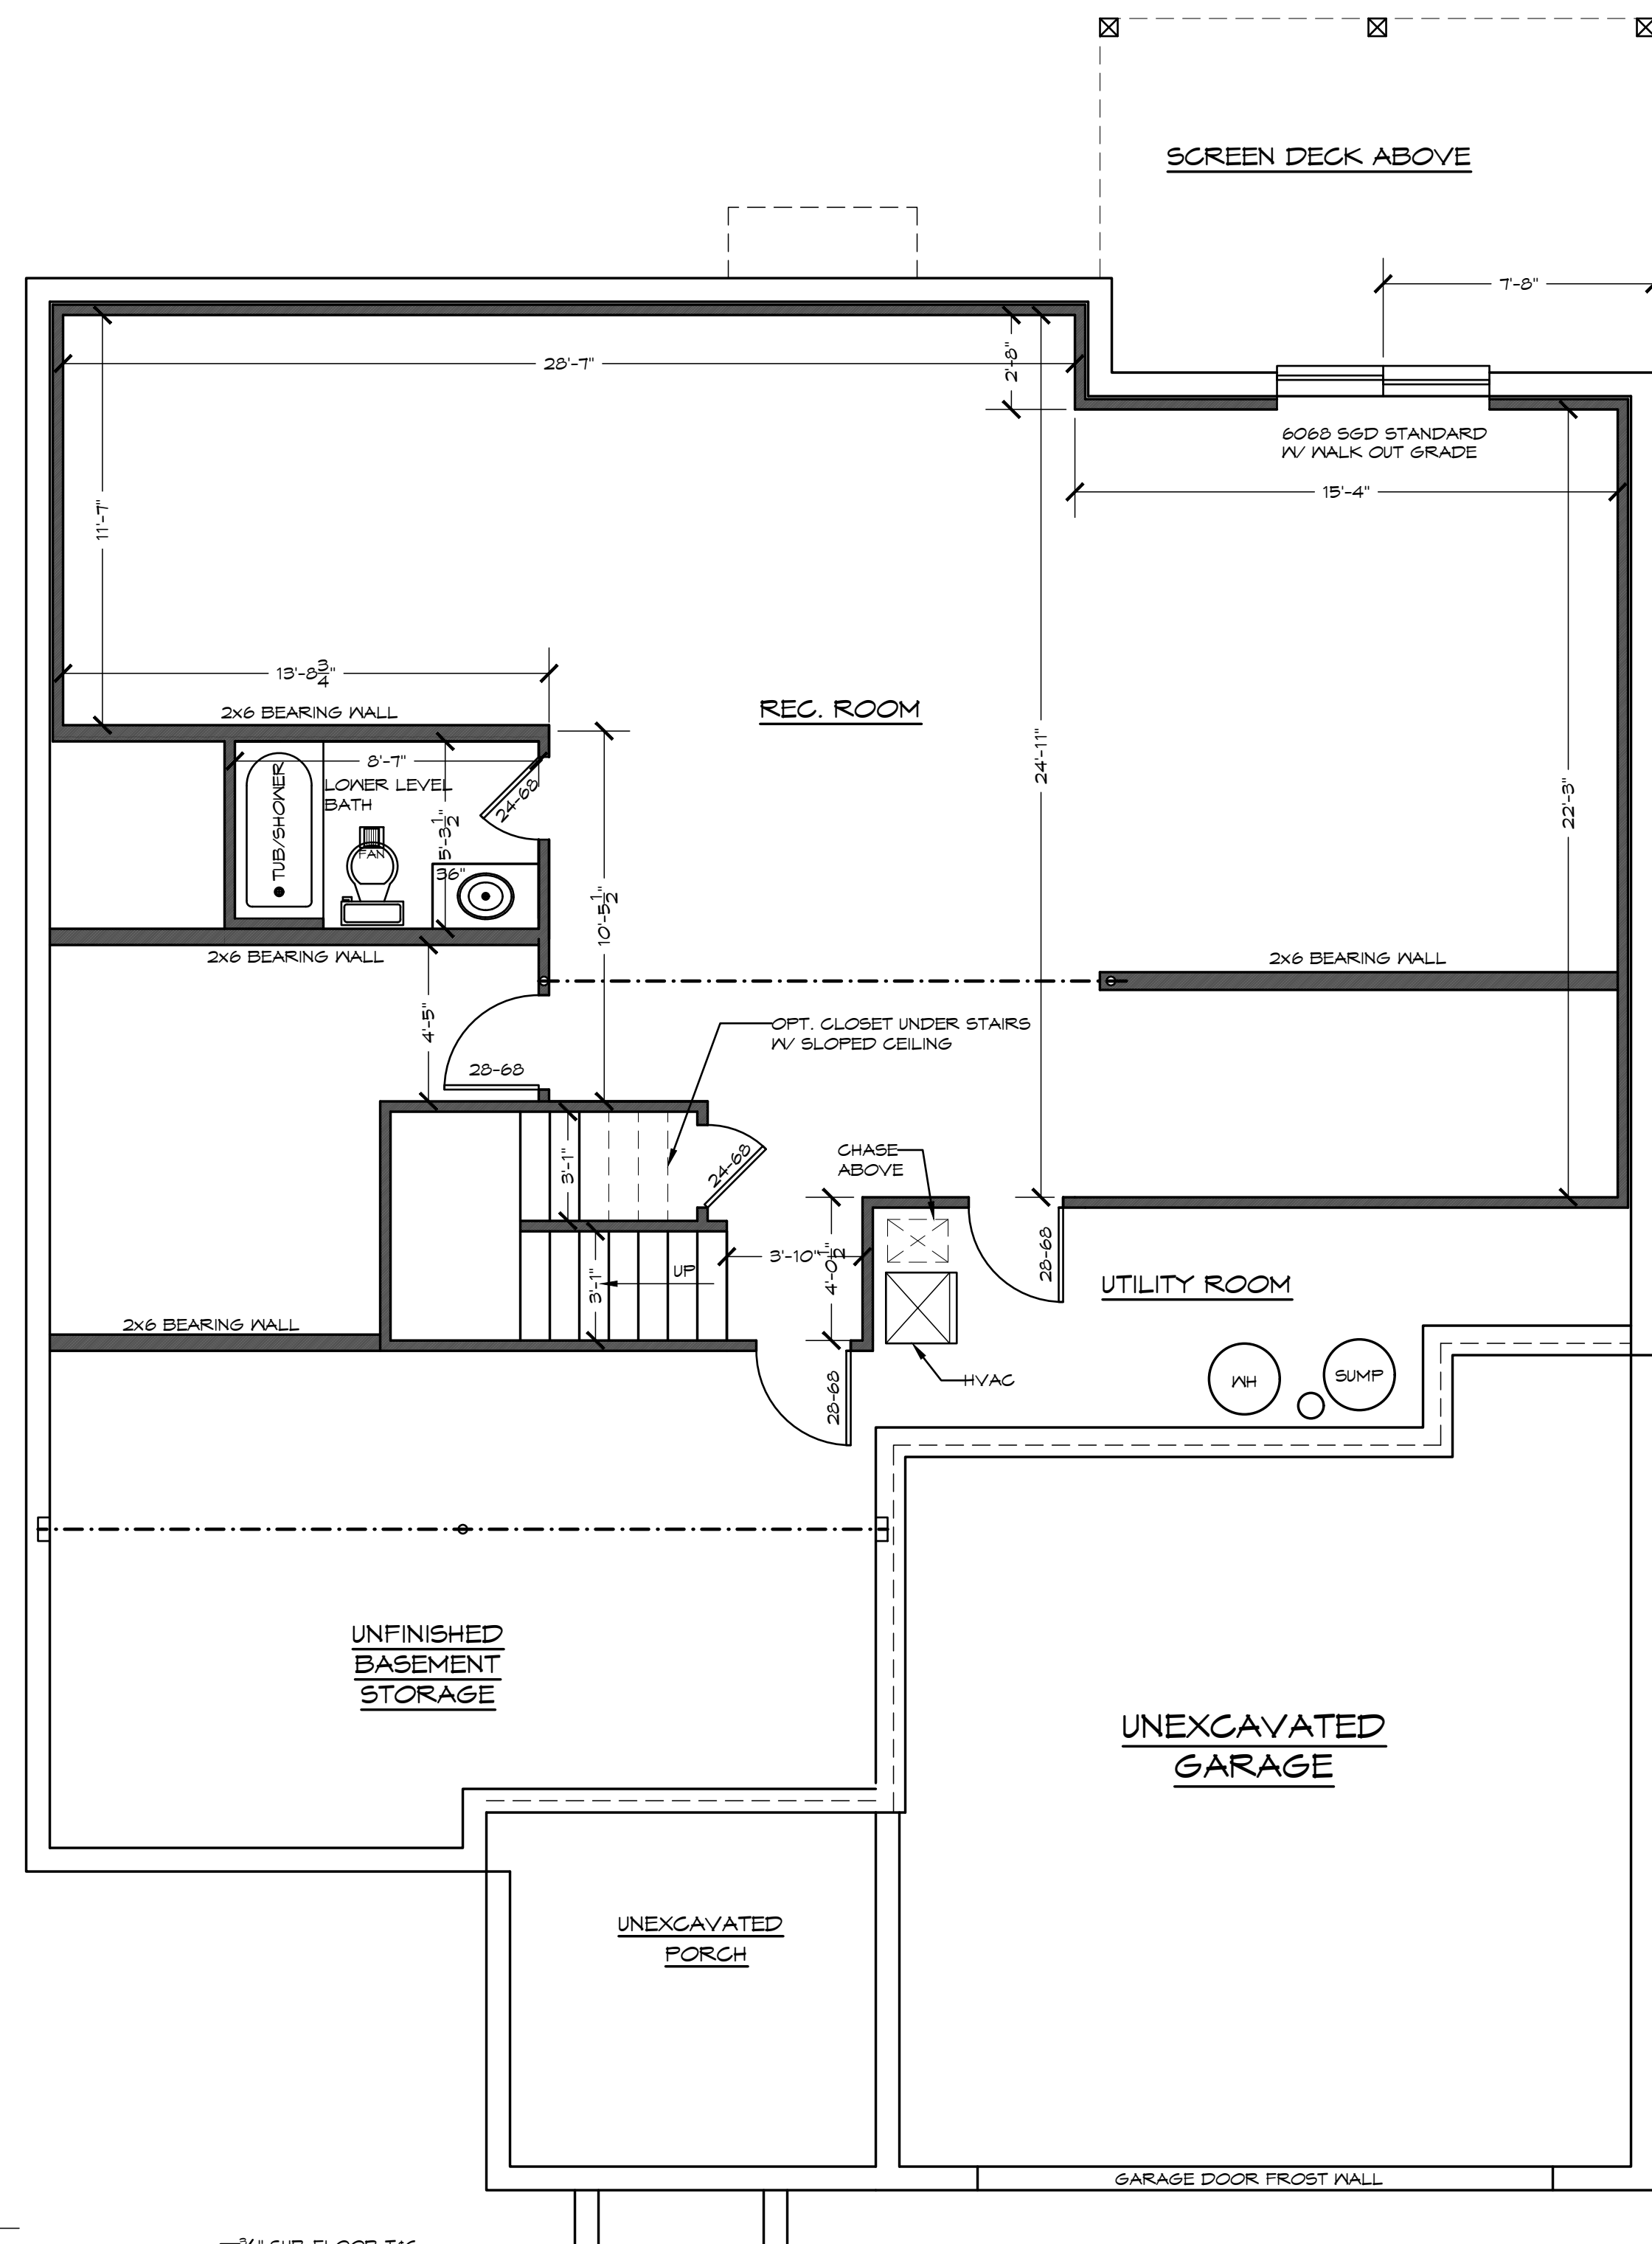 SCREEN DECK ABOVE
7'-8"
28'-7"
2'-8"
6068 SGD STANDARD
W/ WALK OUT GRADE
15'-4"
11'-7"
13'-8 3/4"
2x6 BEARING WALL
REC. ROOM
24'-11"
22'-3"
8'-7"
LOWER LEVEL
BATH
TUB/SHOWER
24-68
FAN
5'-3 1/2"
36"
10'-5 1/2"
2x6 BEARING WALL
2x6 BEARING WALL
4'-5"
28-68
OPT. CLOSET UNDER STAIRS
W/ SLOPED CEILING
3'-1"
24-68
CHASE
ABOVE
3'-1"
UP
3'-10"
4'-0 1/2"
28-68
UTILITY ROOM
2x6 BEARING WALL
HVAC
28-68
WH
SUMP
UNFINISHED
BASEMENT
STORAGE
UNEXCAVATED
GARAGE
UNEXCAVATED
PORCH
GARAGE DOOR FROST WALL